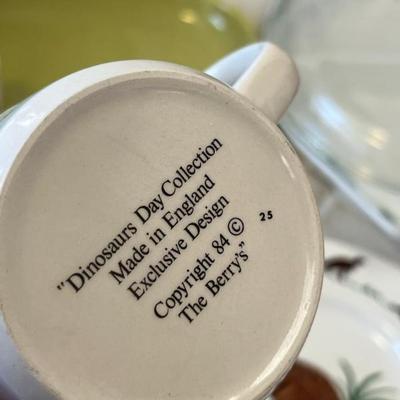 "Dinosaurs Day Collection
Made in England
Exclusive Design
Copyright 84 ©
The Berry's"
25